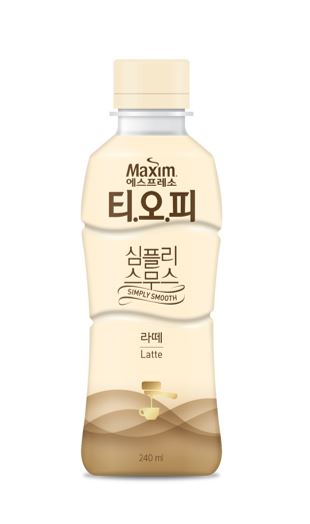 Maxim.
에스프레소
티.오.피
심플리
스무스
SIMPLY SMOOTH
라떼
Latte
240 ml